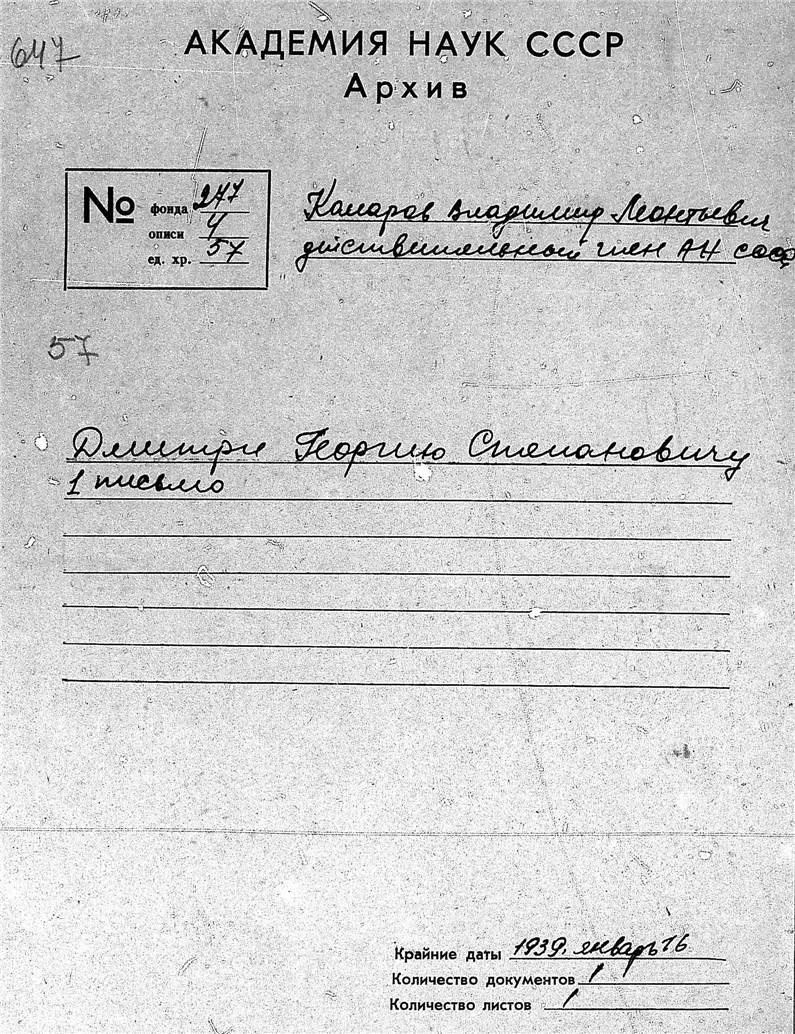 647
АКАДЕМИЯ НАУК СССР
Архив
№ фонда 277
описи 4
ед. хр. 57
Комаров Владимир Леонтьевич
действительный член АН СССР
57
Дмитри Георгию Степановичу
1 письмо
Крайние даты 1939. январь 16
Количество документов 1
Количество листов 1